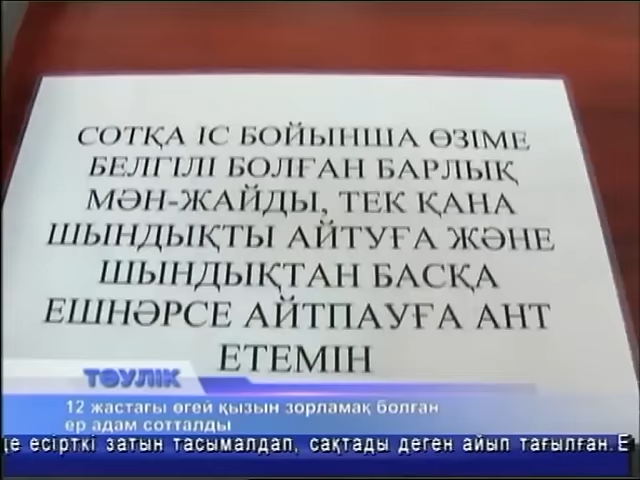 СОТҚА ІС БОЙЫНША ӨЗІМЕ
БЕЛГІЛІ БОЛҒАН БАРЛЫҚ
МӘН-ЖАЙДЫ, ТЕК ҚАНА
ШЫНДЫҚТЫ АЙТУҒА ЖӘНЕ
ШЫНДЫҚТАН БАСҚА
ЕШНӘРСЕ АЙТПАУҒА АНТ
ЕТЕМІН
ТӘУЛІК
12 жастағы өгей қызын зорламақ болған
ер адам сотталды
де есірткі затын тасымалдап, сақтады деген айып тағылған.Е